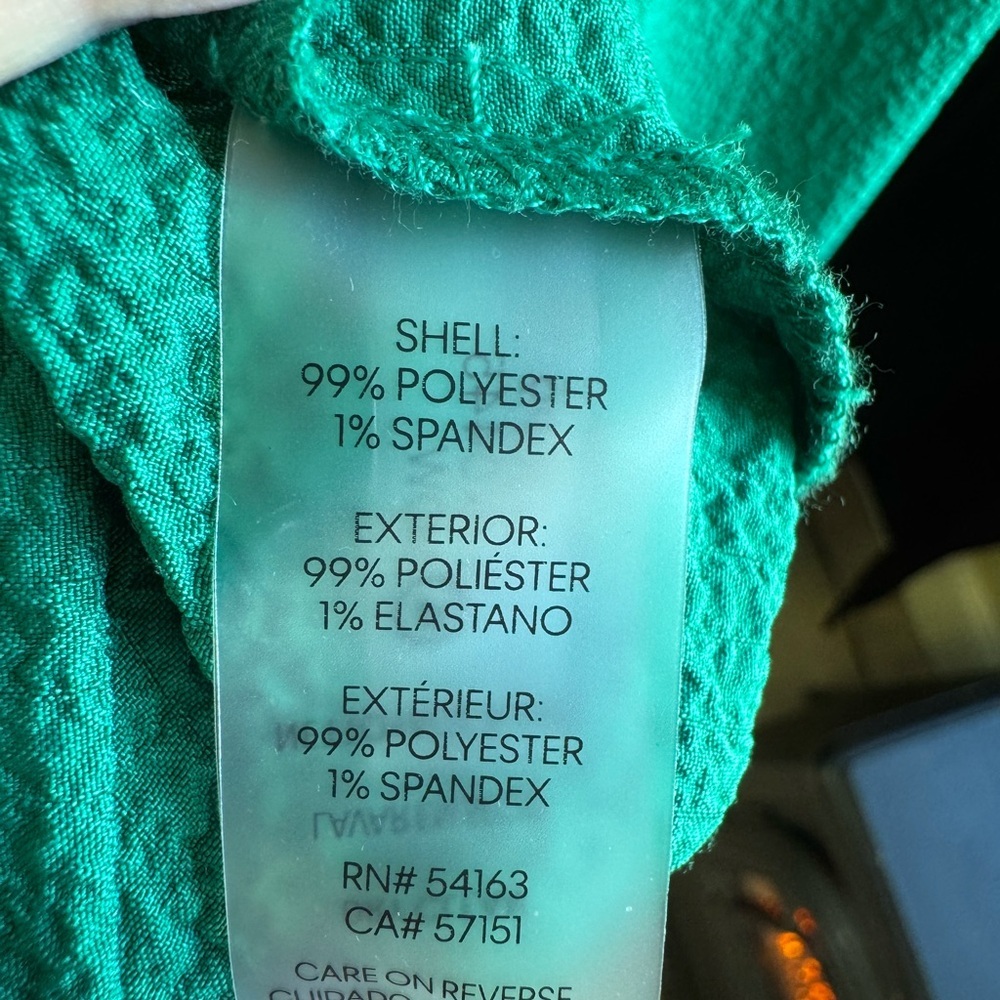 SHELL:
99% POLYESTER
1% SPANDEX
EXTERIOR:
99% POLIÉSTER
1% ELASTANO
EXTÉRIEUR:
99% POLYESTER
1% SPANDEX
RN# 54163
CA# 57151
CARE ON REVERSE
CUIDADO